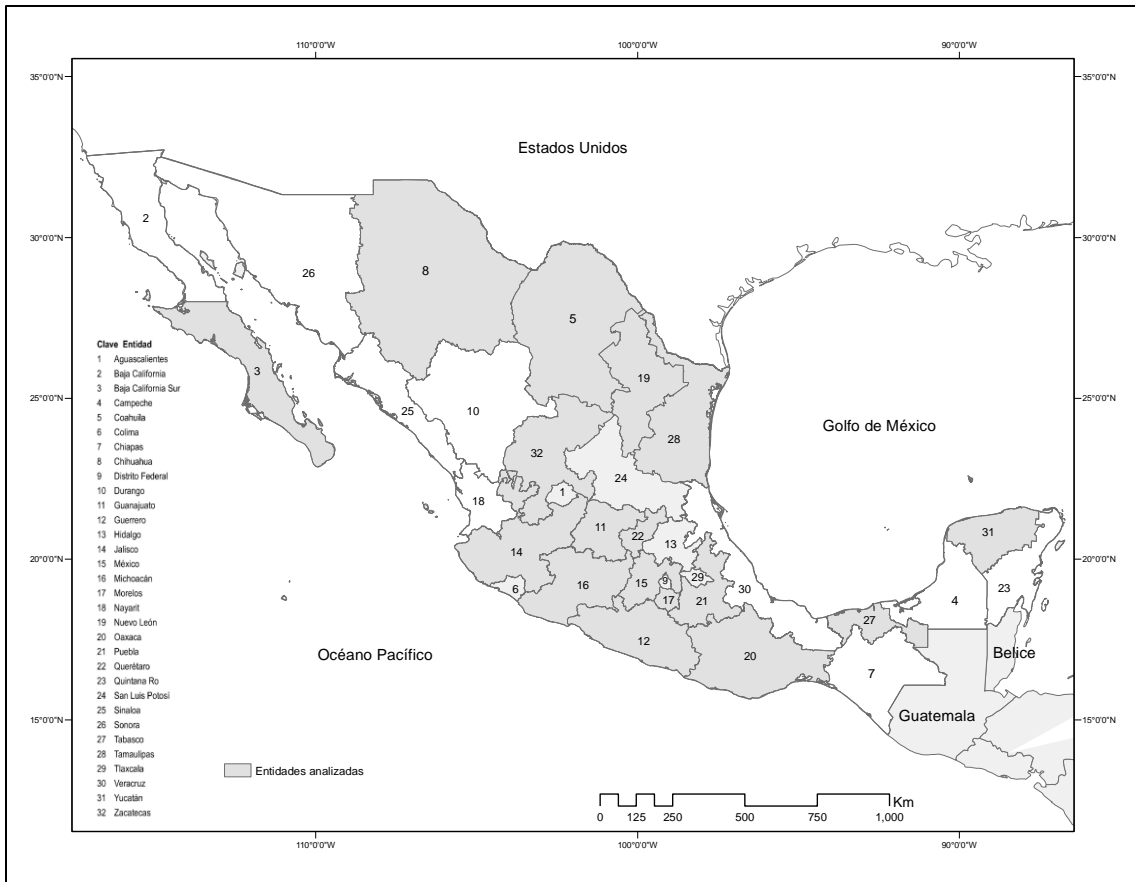 110°0'0"W 100°0'0"W 90°0'0"W
35°0'0"N 35°0'0"N
Estados Unidos
30°0'0"N 30°0'0"N
2
26
8
5
3
19
25°0'0"N 25°0'0"N
25
10
Golfo de México
28
32
24
18
1
31
11
22
13
14
20°0'0"N 20°0'0"N
29
15
9
16
6
30
23
17
21
4
27
12
20
Océano Pacífico
Belice
7
Guatemala
15°0'0"N 15°0'0"N
Clave Entidad
1 Aguascalientes
2 Baja California
3 Baja California Sur
4 Campeche
5 Coahuila
6 Colima
7 Chiapas
8 Chihuahua
9 Distrito Federal
10 Durango
11 Guanajuato
12 Guerrero
13 Hidalgo
14 Jalisco
15 México
16 Michoacán
17 Morelos
18 Nayarit
19 Nuevo León
20 Oaxaca
21 Puebla
22 Querétaro
23 Quintana Ro
24 San Luis Potosí
25 Sinaloa
26 Sonora
27 Tabasco
28 Tamaulipas
29 Tlaxcala
30 Veracruz
31 Yucatán
32 Zacatecas
Entidades analizadas
Km
0 125 250 500 750 1,000
110°0'0"W 100°0'0"W 90°0'0"W